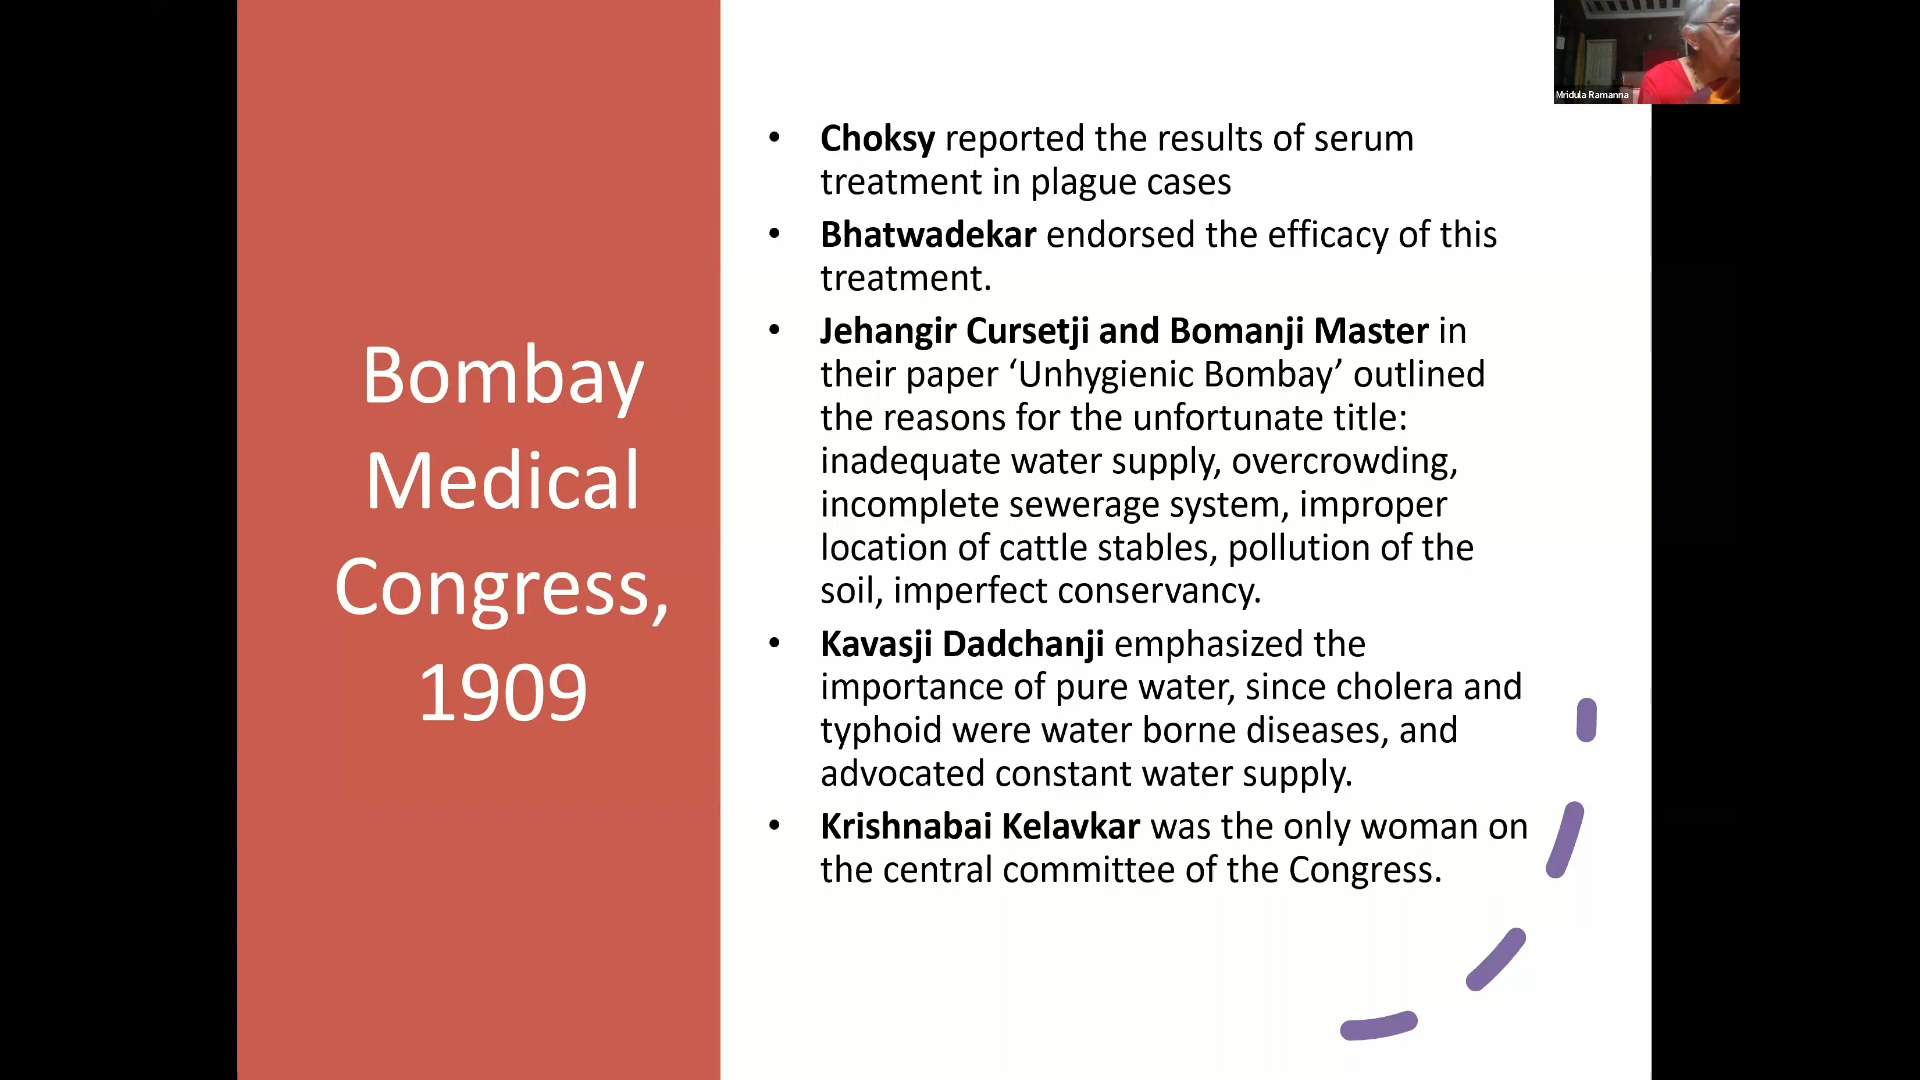 Bombay
Medical
Congress,
1909
Mridula Ramanna
• Choksy reported the results of serum
treatment in plague cases
• Bhatwadekar endorsed the efficacy of this
treatment.
• Jehangir Cursetji and Bomanji Master in
their paper ‘Unhygienic Bombay’ outlined
the reasons for the unfortunate title:
inadequate water supply, overcrowding,
incomplete sewerage system, improper
location of cattle stables, pollution of the
soil, imperfect conservancy.
• Kavasji Dadchanji emphasized the
importance of pure water, since cholera and
typhoid were water borne diseases, and
advocated constant water supply.
• Krishnabai Kelavkar was the only woman on
the central committee of the Congress.